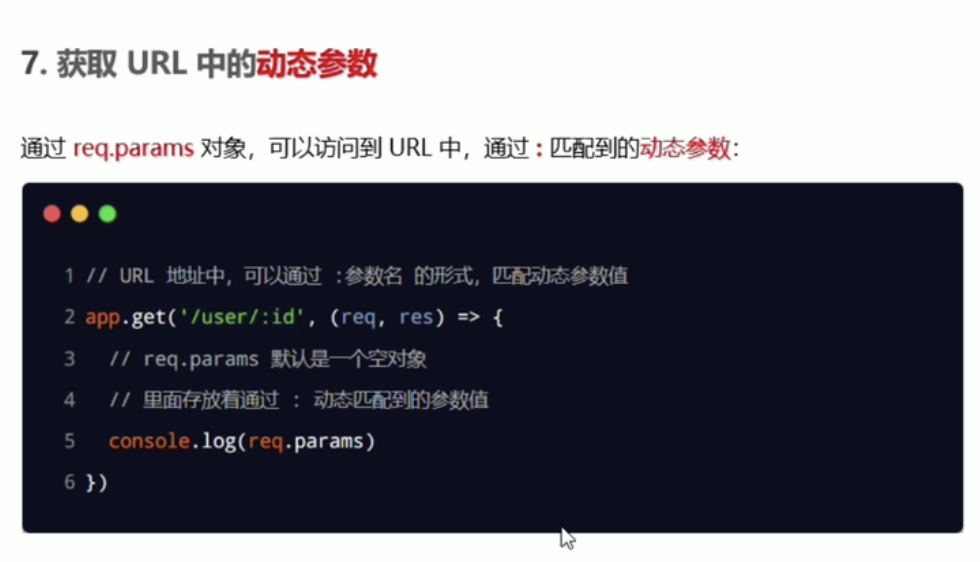 7. 获取 URL 中的动态参数
通过 req.params 对象，可以访问到 URL 中，通过 : 匹配到的动态参数：
1 // URL 地址中，可以通过 :参数名 的形式，匹配动态参数值
2 app.get('/user/:id', (req, res) => {
3 // req.params 默认是一个空对象
4 // 里面存放着通过 : 动态匹配到的参数值
5 console.log(req.params)
6 })